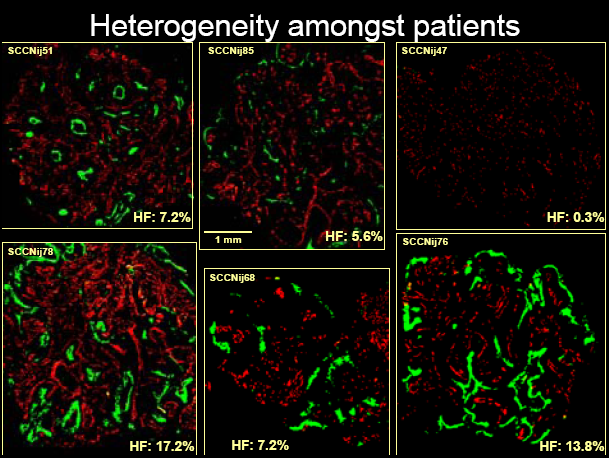 Heterogeneity amongst patients
SCCNij51
HF: 7.2%
SCCNij85
1 mm
HF: 5.6%
SCCNij47
HF: 0.3%
SCCNij78
HF: 17.2%
SCCNij68
HF: 7.2%
SCCNij76
HF: 13.8%